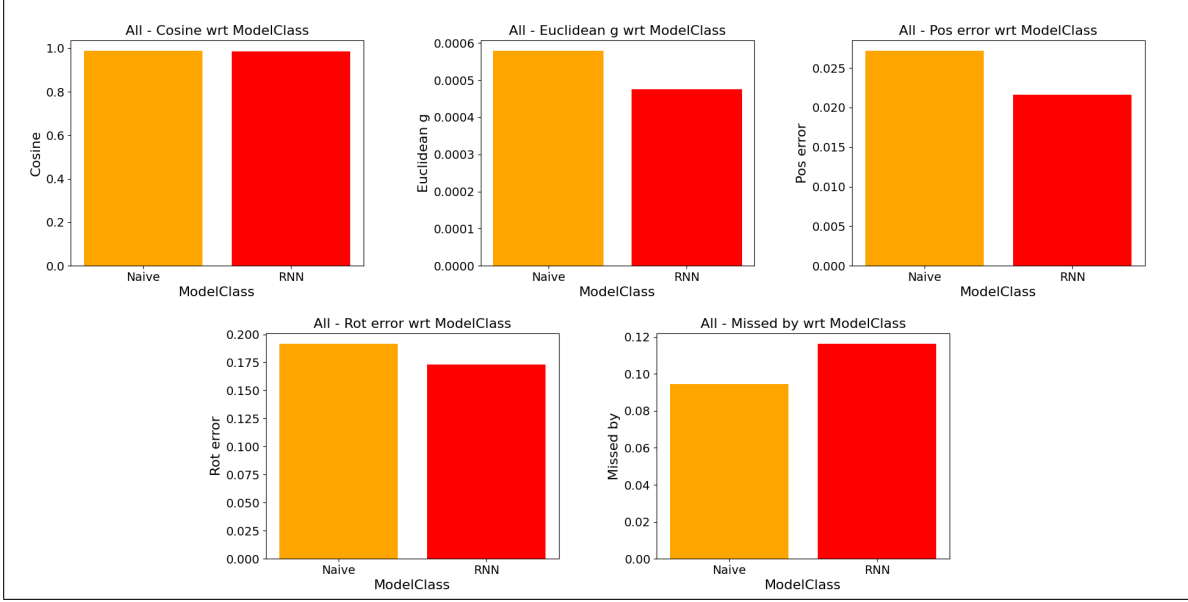 All - Cosine wrt ModelClass
1.0
0.8
0.6
0.4
0.2
0.0
Cosine
Naive RNN
ModelClass
All - Euclidean g wrt ModelClass
0.0006
0.0005
0.0004
0.0003
0.0002
0.0001
0.0000
Euclidean g
Naive RNN
ModelClass
All - Pos error wrt ModelClass
0.025
0.020
0.015
0.010
0.005
0.000
Pos error
Naive RNN
ModelClass
All - Rot error wrt ModelClass
0.200
0.175
0.150
0.125
0.100
0.075
0.050
0.025
0.000
Rot error
Naive RNN
ModelClass
All - Missed by wrt ModelClass
0.12
0.10
0.08
0.06
0.04
0.02
0.00
Missed by
Naive RNN
ModelClass